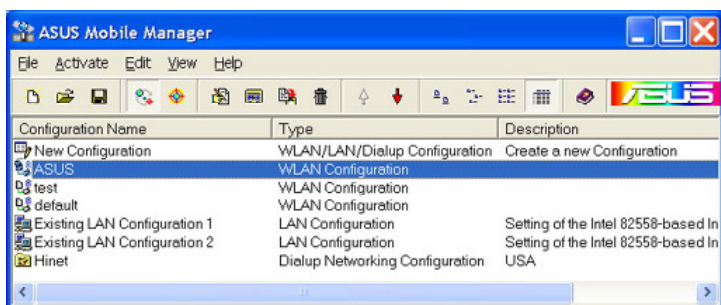 ASUS Mobile Manager
File Activate Edit View Help
ASUS
Configuration Name Type Description
New Configuration WLAN/LAN/Dialup Configuration Create a new Configuration
ASUS WLAN Configuration
test WLAN Configuration
default WLAN Configuration
Existing LAN Configuration 1 LAN Configuration Setting of the Intel 82558-based In
Existing LAN Configuration 2 LAN Configuration Setting of the Intel 82558-based In
Hinet Dialup Networking Configuration USA